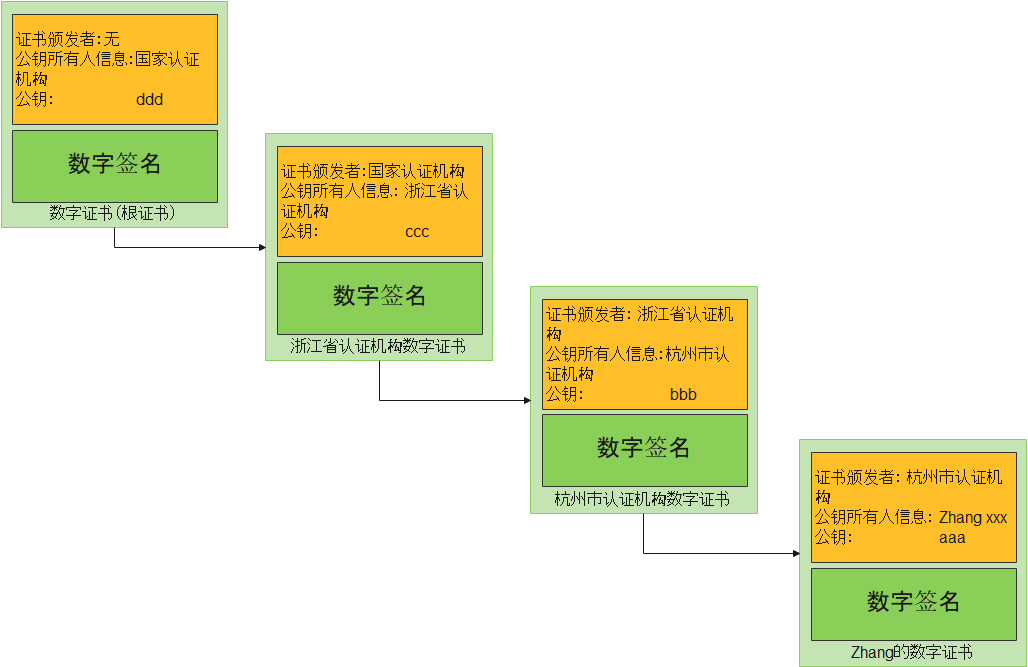 证书颁发者:无
公钥所有人信息:国家认证
机构
公钥: ddd
数字签名
数字证书(根证书)
证书颁发者:国家认证机构
公钥所有人信息: 浙江省认
证机构
公钥: ccc
数字签名
浙江省认证机构数字证书
证书颁发者: 浙江省认证机
构
公钥所有人信息:杭州市认
证机构
公钥: bbb
数字签名
杭州市认证机构数字证书
证书颁发者: 杭州市认证机
构
公钥所有人信息: Zhang xxx
公钥: aaa
数字签名
Zhang的数字证书